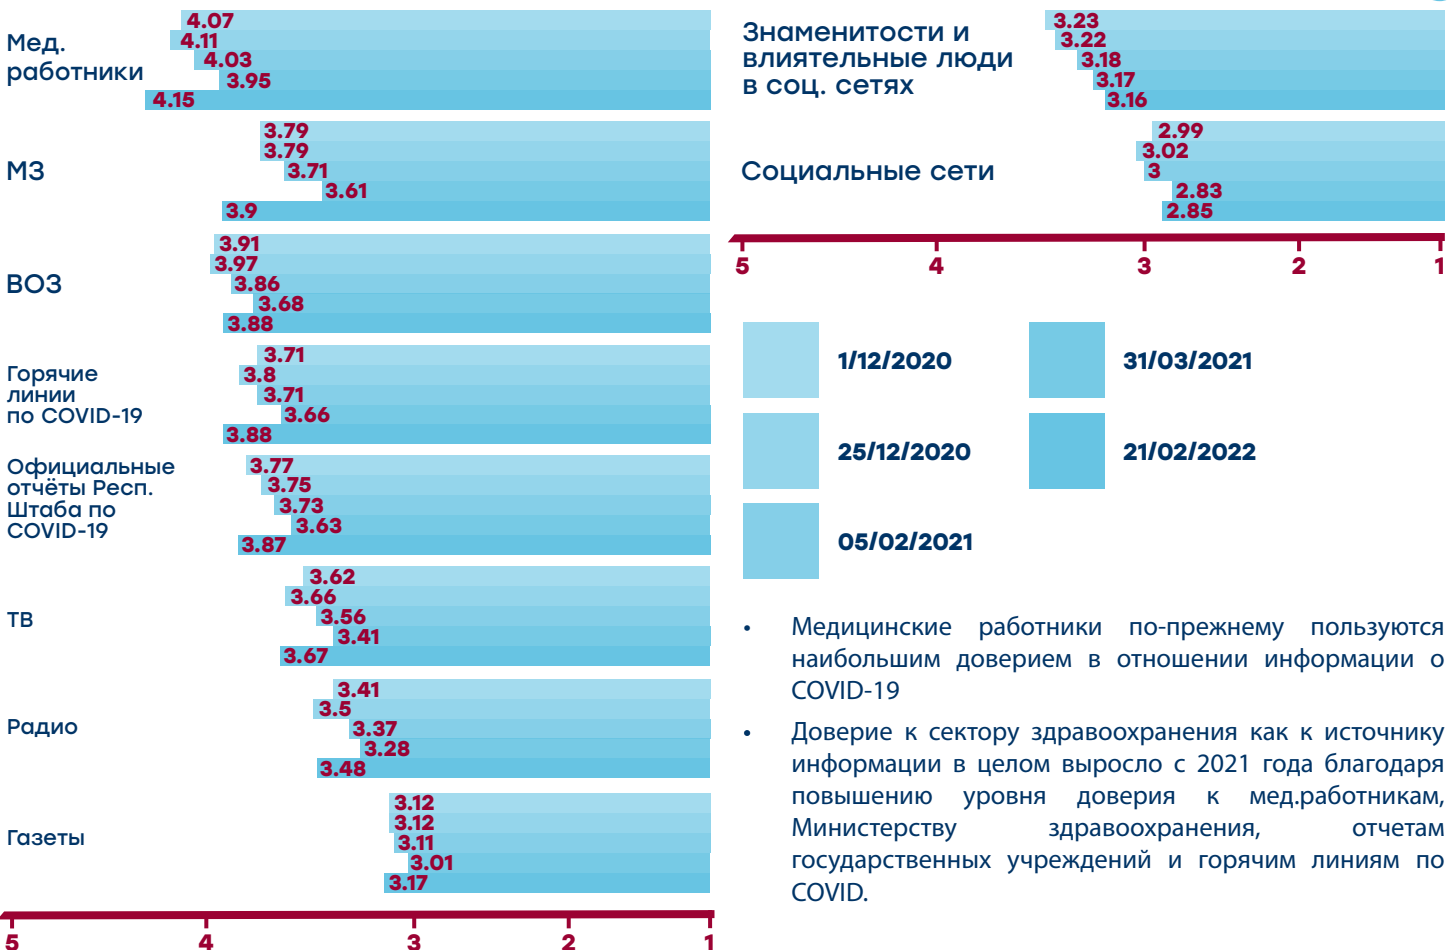 Мед.
работники
4.07
4.11
4.03
3.95
4.15
МЗ
3.79
3.79
3.71
3.61
3.9
ВОЗ
3.91
3.97
3.86
3.68
3.88
Горячие
линии
по COVID-19
3.71
3.8
3.71
3.66
3.88
Официальные
отчёты Респ.
Штаба по
COVID-19
3.77
3.75
3.73
3.63
3.87
ТВ
3.62
3.66
3.56
3.41
3.67
Радио
3.41
3.5
3.37
3.28
3.48
Газеты
3.12
3.12
3.11
3.01
3.17
5 4 3 2 1
Знаменитости и
влиятельные люди
в соц. сетях
3.23
3.22
3.18
3.17
3.16
Социальные сети
2.99
3.02
3
2.83
2.85
5 4 3 2 1
1/12/2020
25/12/2020
05/02/2021
31/03/2021
21/02/2022
• Медицинские работники по-прежнему пользуются
наибольшим доверием в отношении информации о
COVID-19
• Доверие к сектору здравоохранения как к источнику
информации в целом выросло с 2021 года благодаря
повышению уровня доверия к мед.работникам,
Министерству здравоохранения, отчетам
государственных учреждений и горячим линиям по
COVID.